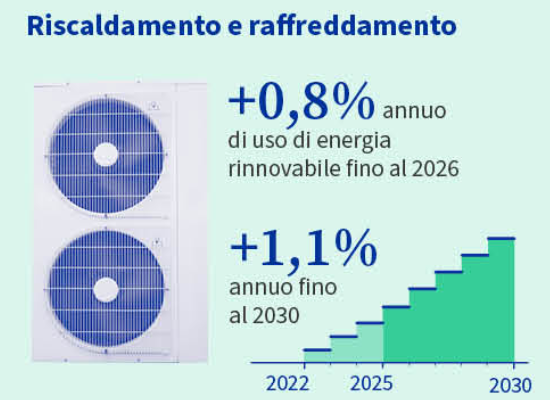 Riscaldamento e raffreddamento
+0,8% annuo
di uso di energia
rinnovabile fino al 2026
+1,1%
annuo fino
al 2030
2022 2025 2030